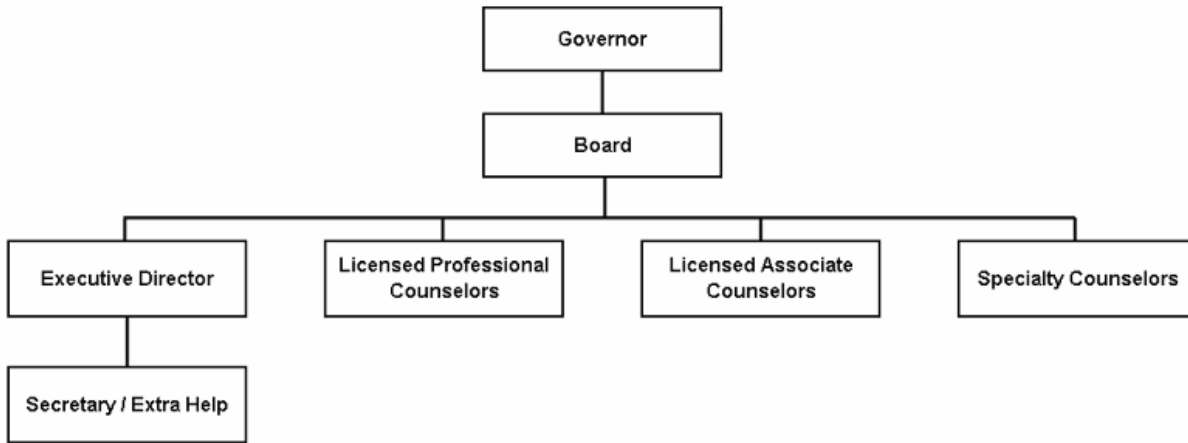 Governor
Board
Executive Director
Licensed Professional
Counselors
Licensed Associate
Counselors
Specialty Counselors
Secretary / Extra Help